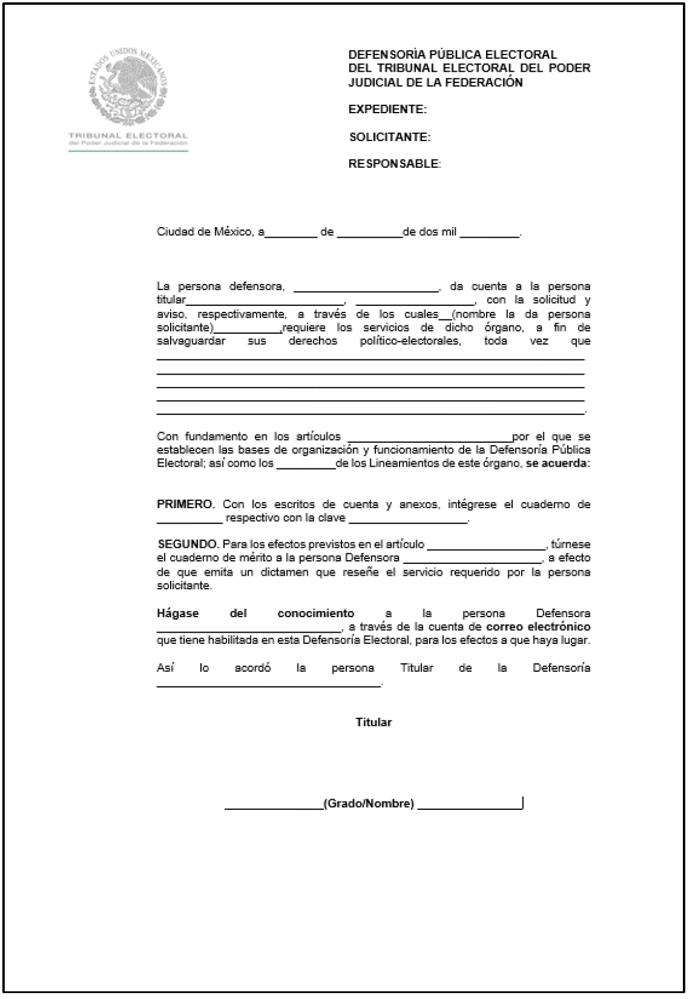 ESTADOS UNIDOS MEXICANOS
TRIBUNAL ELECTORAL
del Poder Judicial de la Federación
DEFENSORÍA PÚBLICA ELECTORAL
DEL TRIBUNAL ELECTORAL DEL PODER
JUDICIAL DE LA FEDERACIÓN
EXPEDIENTE:
SOLICITANTE:
RESPONSABLE:
Ciudad de México, a________ de __________de dos mil _________.
La persona defensora, ______________________, da cuenta a la persona
titular________________________, __________________, con la solicitud y
aviso, respectivamente, a través de los cuales__(nombre la da persona
solicitante)__________,requiere los servicios de dicho órgano, a fin de
salvaguardar sus derechos político-electorales, toda vez que
_________________________________________________________________
_________________________________________________________________
_________________________________________________________________
_________________________________________________________________
_________________________________________________________________.
Con fundamento en los artículos _________________________por el que se
establecen las bases de organización y funcionamiento de la Defensoría Pública
Electoral; así como los _________de los Lineamientos de este órgano, se acuerda:
PRIMERO. Con los escritos de cuenta y anexos, intégrese el cuaderno de
__________ respectivo con la clave __________________.
SEGUNDO. Para los efectos previstos en el artículo __________________, túrnese
el cuaderno de mérito a la persona Defensora _____________________, a efecto
de que emita un dictamen que reseñe el servicio requerido por la persona
solicitante.
Hágase del conocimiento a la persona Defensora
____________________________, a través de la cuenta de correo electrónico
que tiene habilitada en esta Defensoría Electoral, para los efectos a que haya lugar.
Así lo acordó la persona Titular de la Defensoría
__________________________________.
Titular
_______________(Grado/Nombre) ________________